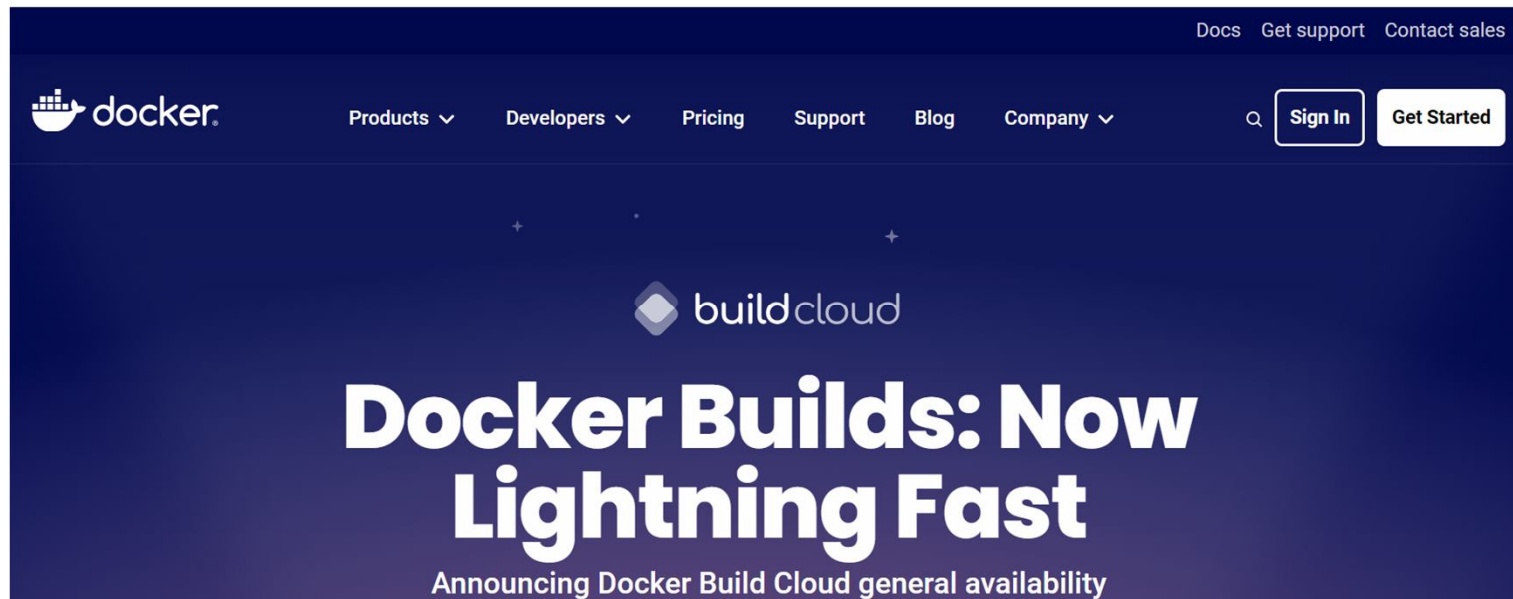 Docs Get support Contact sales
docker Products Developers Pricing Support Blog Company Sign In Get Started
buildcloud
Docker Builds: Now
Lightning Fast
Announcing Docker Build Cloud general availability